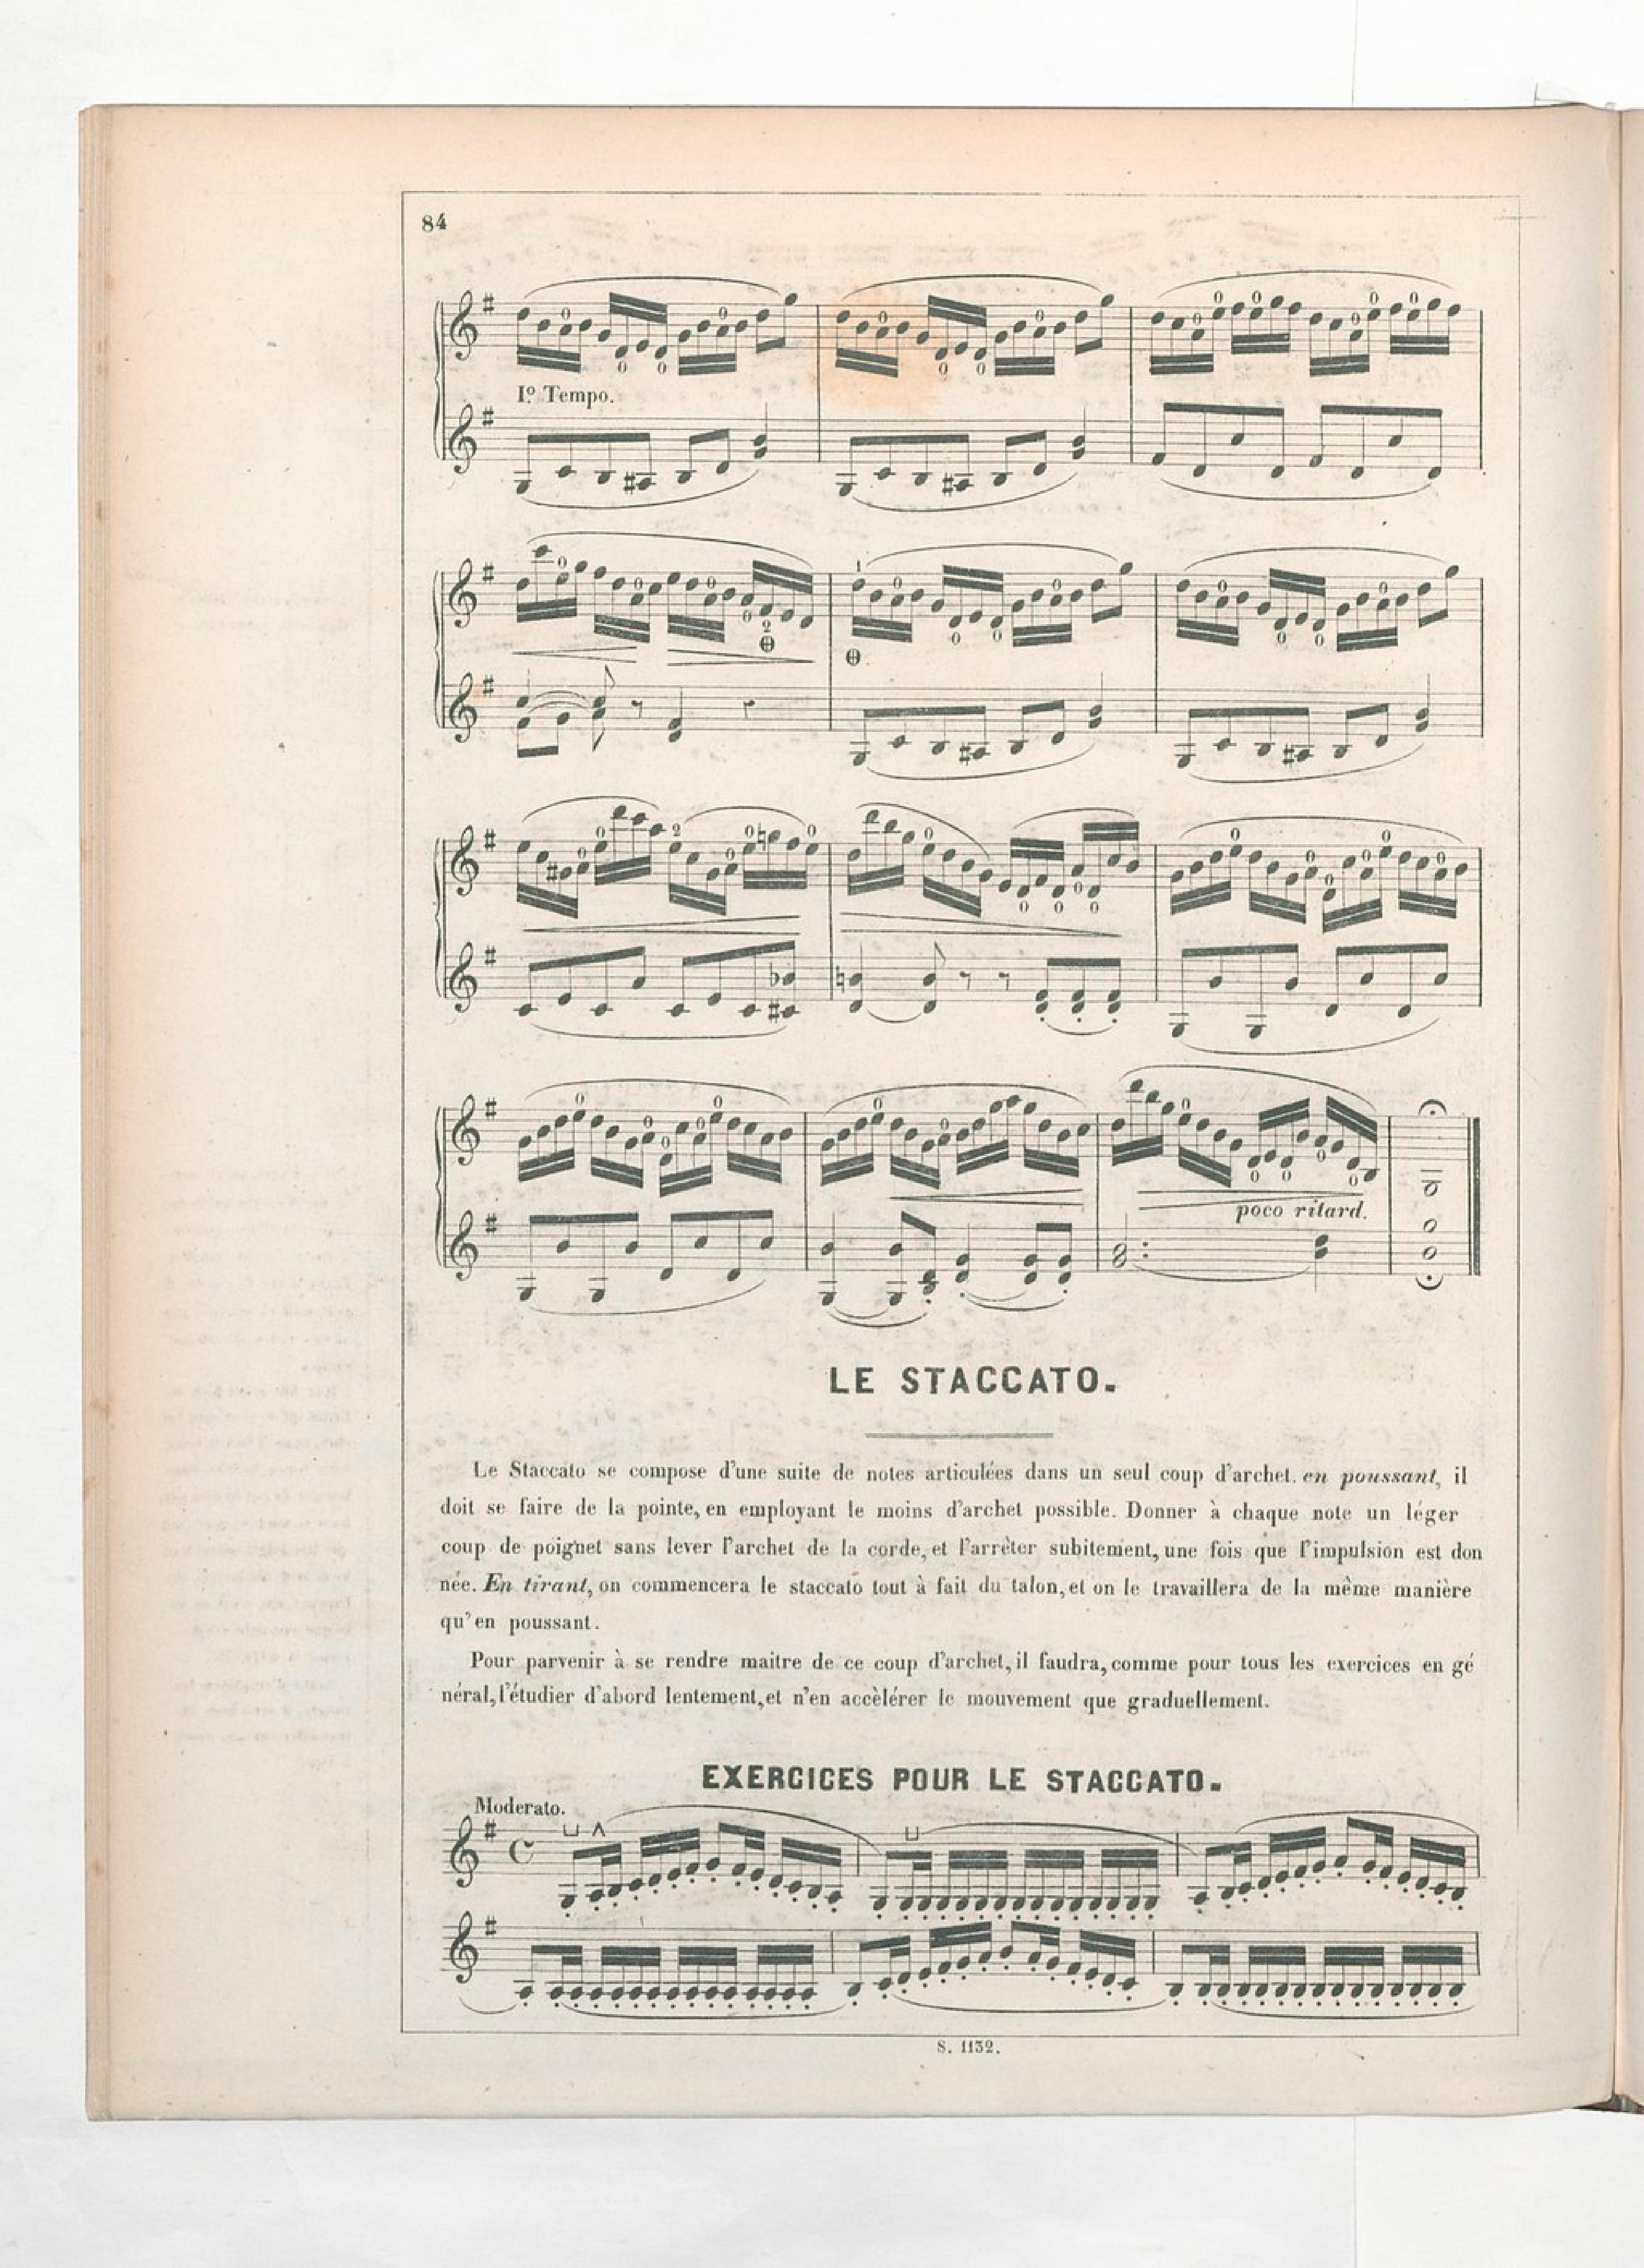 84
Iº Tempo.
poco ritard.
LE STACCATO.
Le Staccato se compose d'une suite de notes articulées dans un seul coup d'archet. en poussant, il
doit se faire de la pointe, en employant le moins d'archet possible. Donner à chaque note un léger
coup de poignet sans lever l'archet de la corde, et l'arrêter subitement, une fois que l'impulsion est don
née. En tirant, on commencera le staccato tout à fait du talon, et on le travaillera de la même manière
qu'en poussant.
Pour parvenir à se rendre maitre de ce coup d'archet, il faudra, comme pour tous les exercices en gé
néral, l'étudier d'abord lentement, et n'en accèlérer le mouvement que graduellement.
EXERCICES POUR LE STACCATO.
Moderato.
S. 1132.